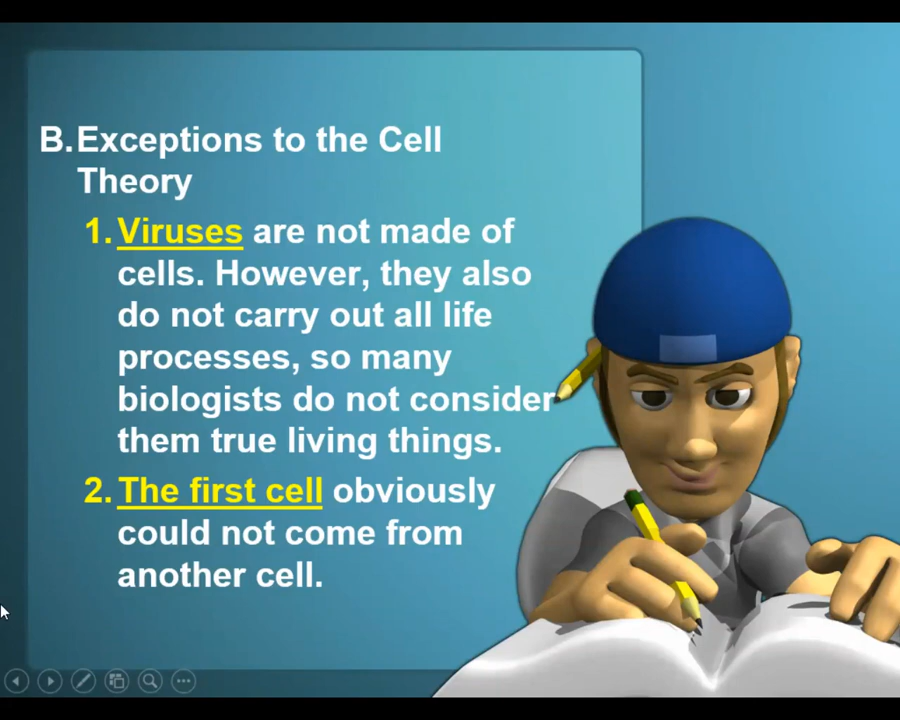 B. Exceptions to the Cell
Theory
1. Viruses are not made of
cells. However, they also
do not carry out all life
processes, so many
biologists do not consider
them true living things.
2. The first cell obviously
could not come from
another cell.